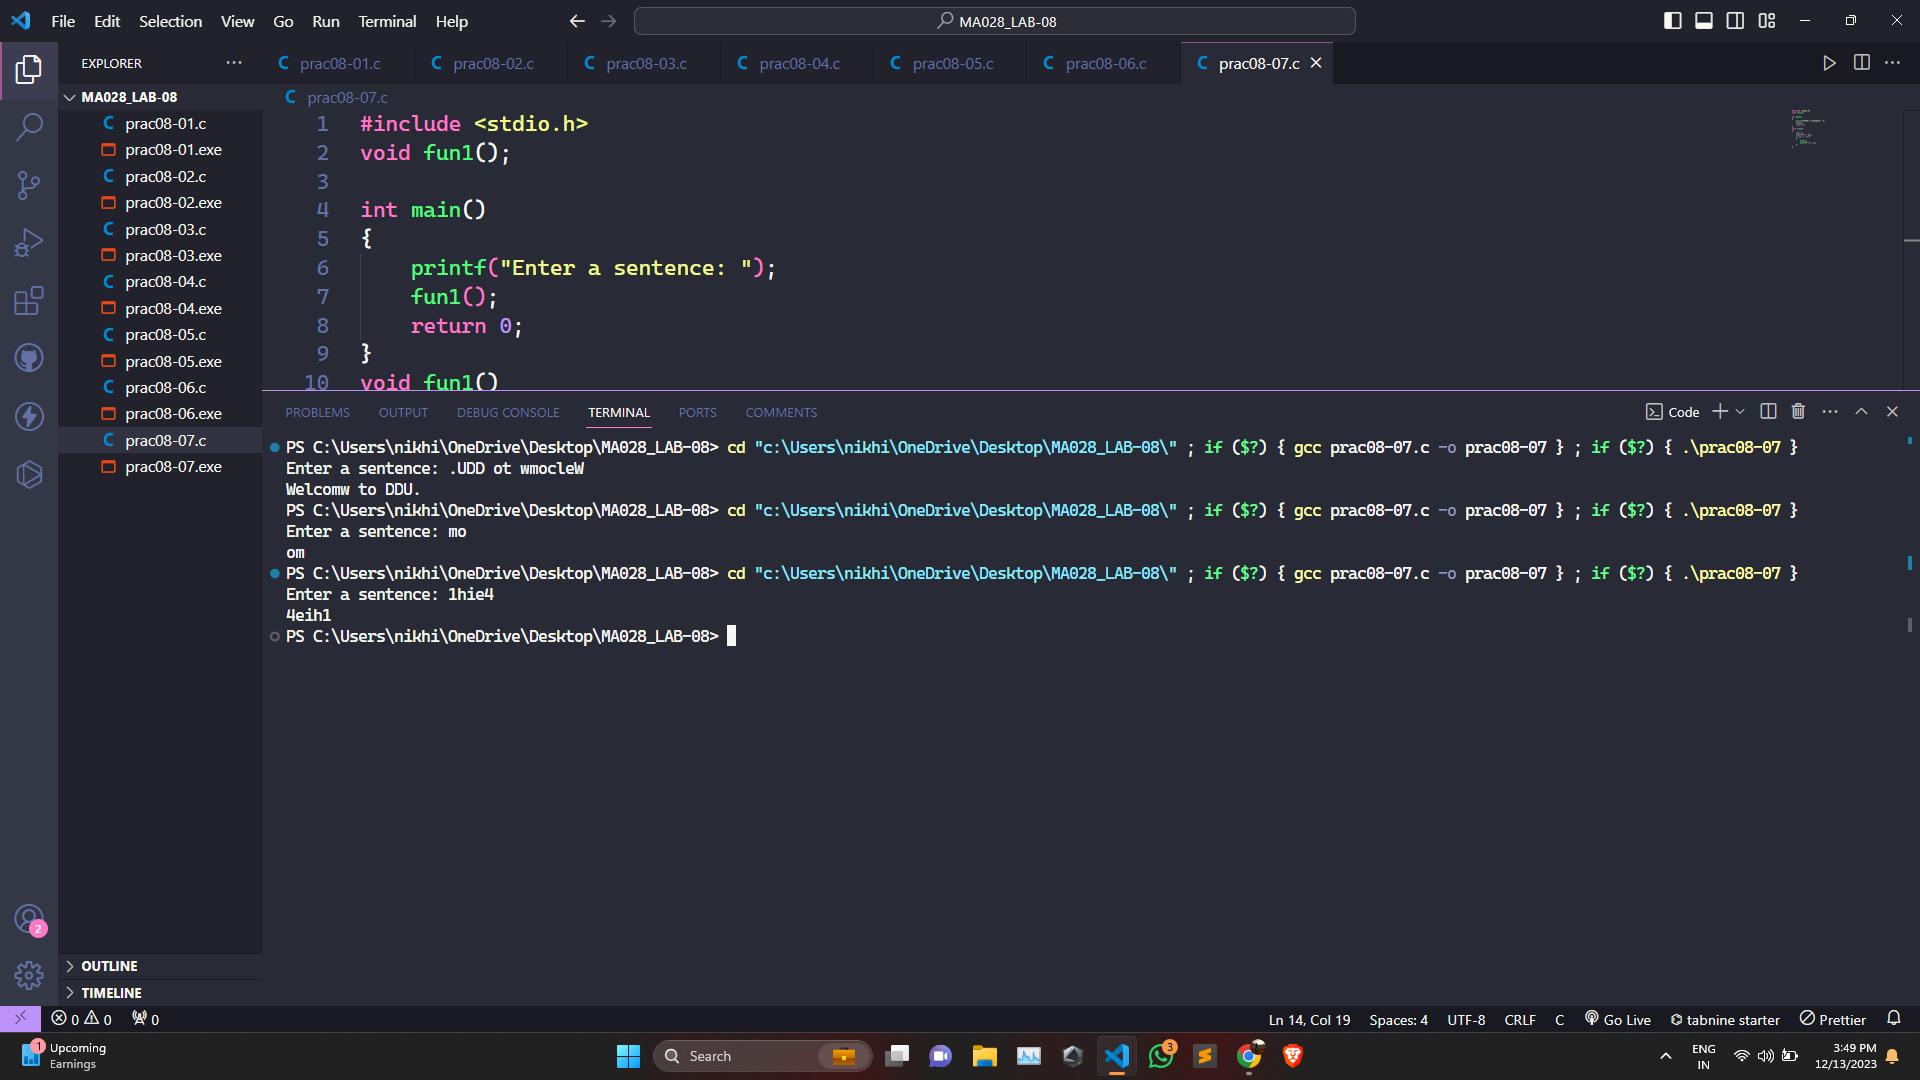 File Edit Selection View Go Run Terminal Help
MA028_LAB-08
EXPLORER
prac08-01.c prac08-02.c prac08-03.c prac08-04.c prac08-05.c prac08-06.c prac08-07.c
MA028_LAB-08
prac08-01.c
prac08-01.exe
prac08-02.c
prac08-02.exe
prac08-03.c
prac08-03.exe
prac08-04.c
prac08-04.exe
prac08-05.c
prac08-05.exe
prac08-06.c
prac08-06.exe
prac08-07.c
prac08-07.exe
OUTLINE
TIMELINE
2
prac08-07.c
1 #include <stdio.h>
2 void fun1();
3
4 int main()
5 {
6 printf("Enter a sentence: ");
7 fun1();
8 return 0;
9 }
10 void fun1()
PROBLEMS OUTPUT DEBUG CONSOLE TERMINAL PORTS COMMENTS
Code
PS C:\Users\nikhi\OneDrive\Desktop\MA028_LAB-08> cd "c:\Users\nikhi\OneDrive\Desktop\MA028_LAB-08\" ; if ($?) { gcc prac08-07.c -o prac08-07 } ; if ($?) { .\prac08-07 }
Enter a sentence: .UDD ot wmocleW
Welcomw to DDU.
PS C:\Users\nikhi\OneDrive\Desktop\MA028_LAB-08> cd "c:\Users\nikhi\OneDrive\Desktop\MA028_LAB-08\" ; if ($?) { gcc prac08-07.c -o prac08-07 } ; if ($?) { .\prac08-07 }
Enter a sentence: mo
om
PS C:\Users\nikhi\OneDrive\Desktop\MA028_LAB-08> cd "c:\Users\nikhi\OneDrive\Desktop\MA028_LAB-08\" ; if ($?) { gcc prac08-07.c -o prac08-07 } ; if ($?) { .\prac08-07 }
Enter a sentence: 1hie4
4eih1
PS C:\Users\nikhi\OneDrive\Desktop\MA028_LAB-08>
0 0 0
Ln 14, Col 19 Spaces: 4 UTF-8 CRLF C Go Live tabnine starter Prettier
1
Upcoming
Earnings
Search
3
ENG
IN
3:49 PM
12/13/2023